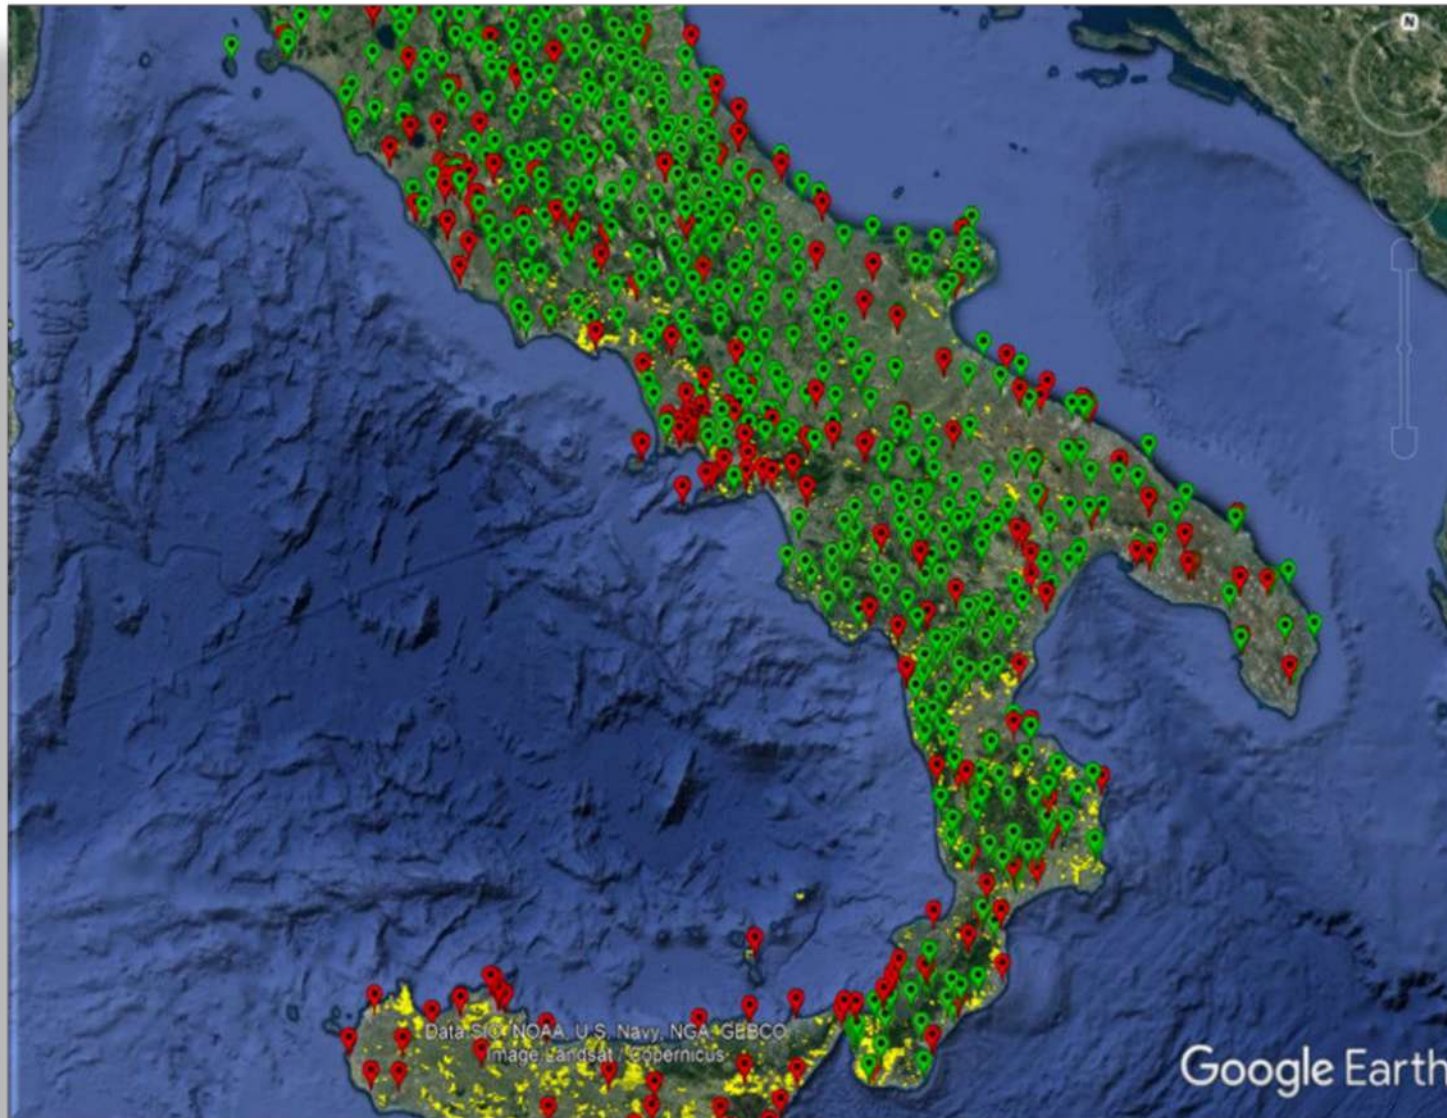 N
Data SIO, NOAA, U.S. Navy, NGA, GEBCO
Image Landsat / Copernicus
Google Earth